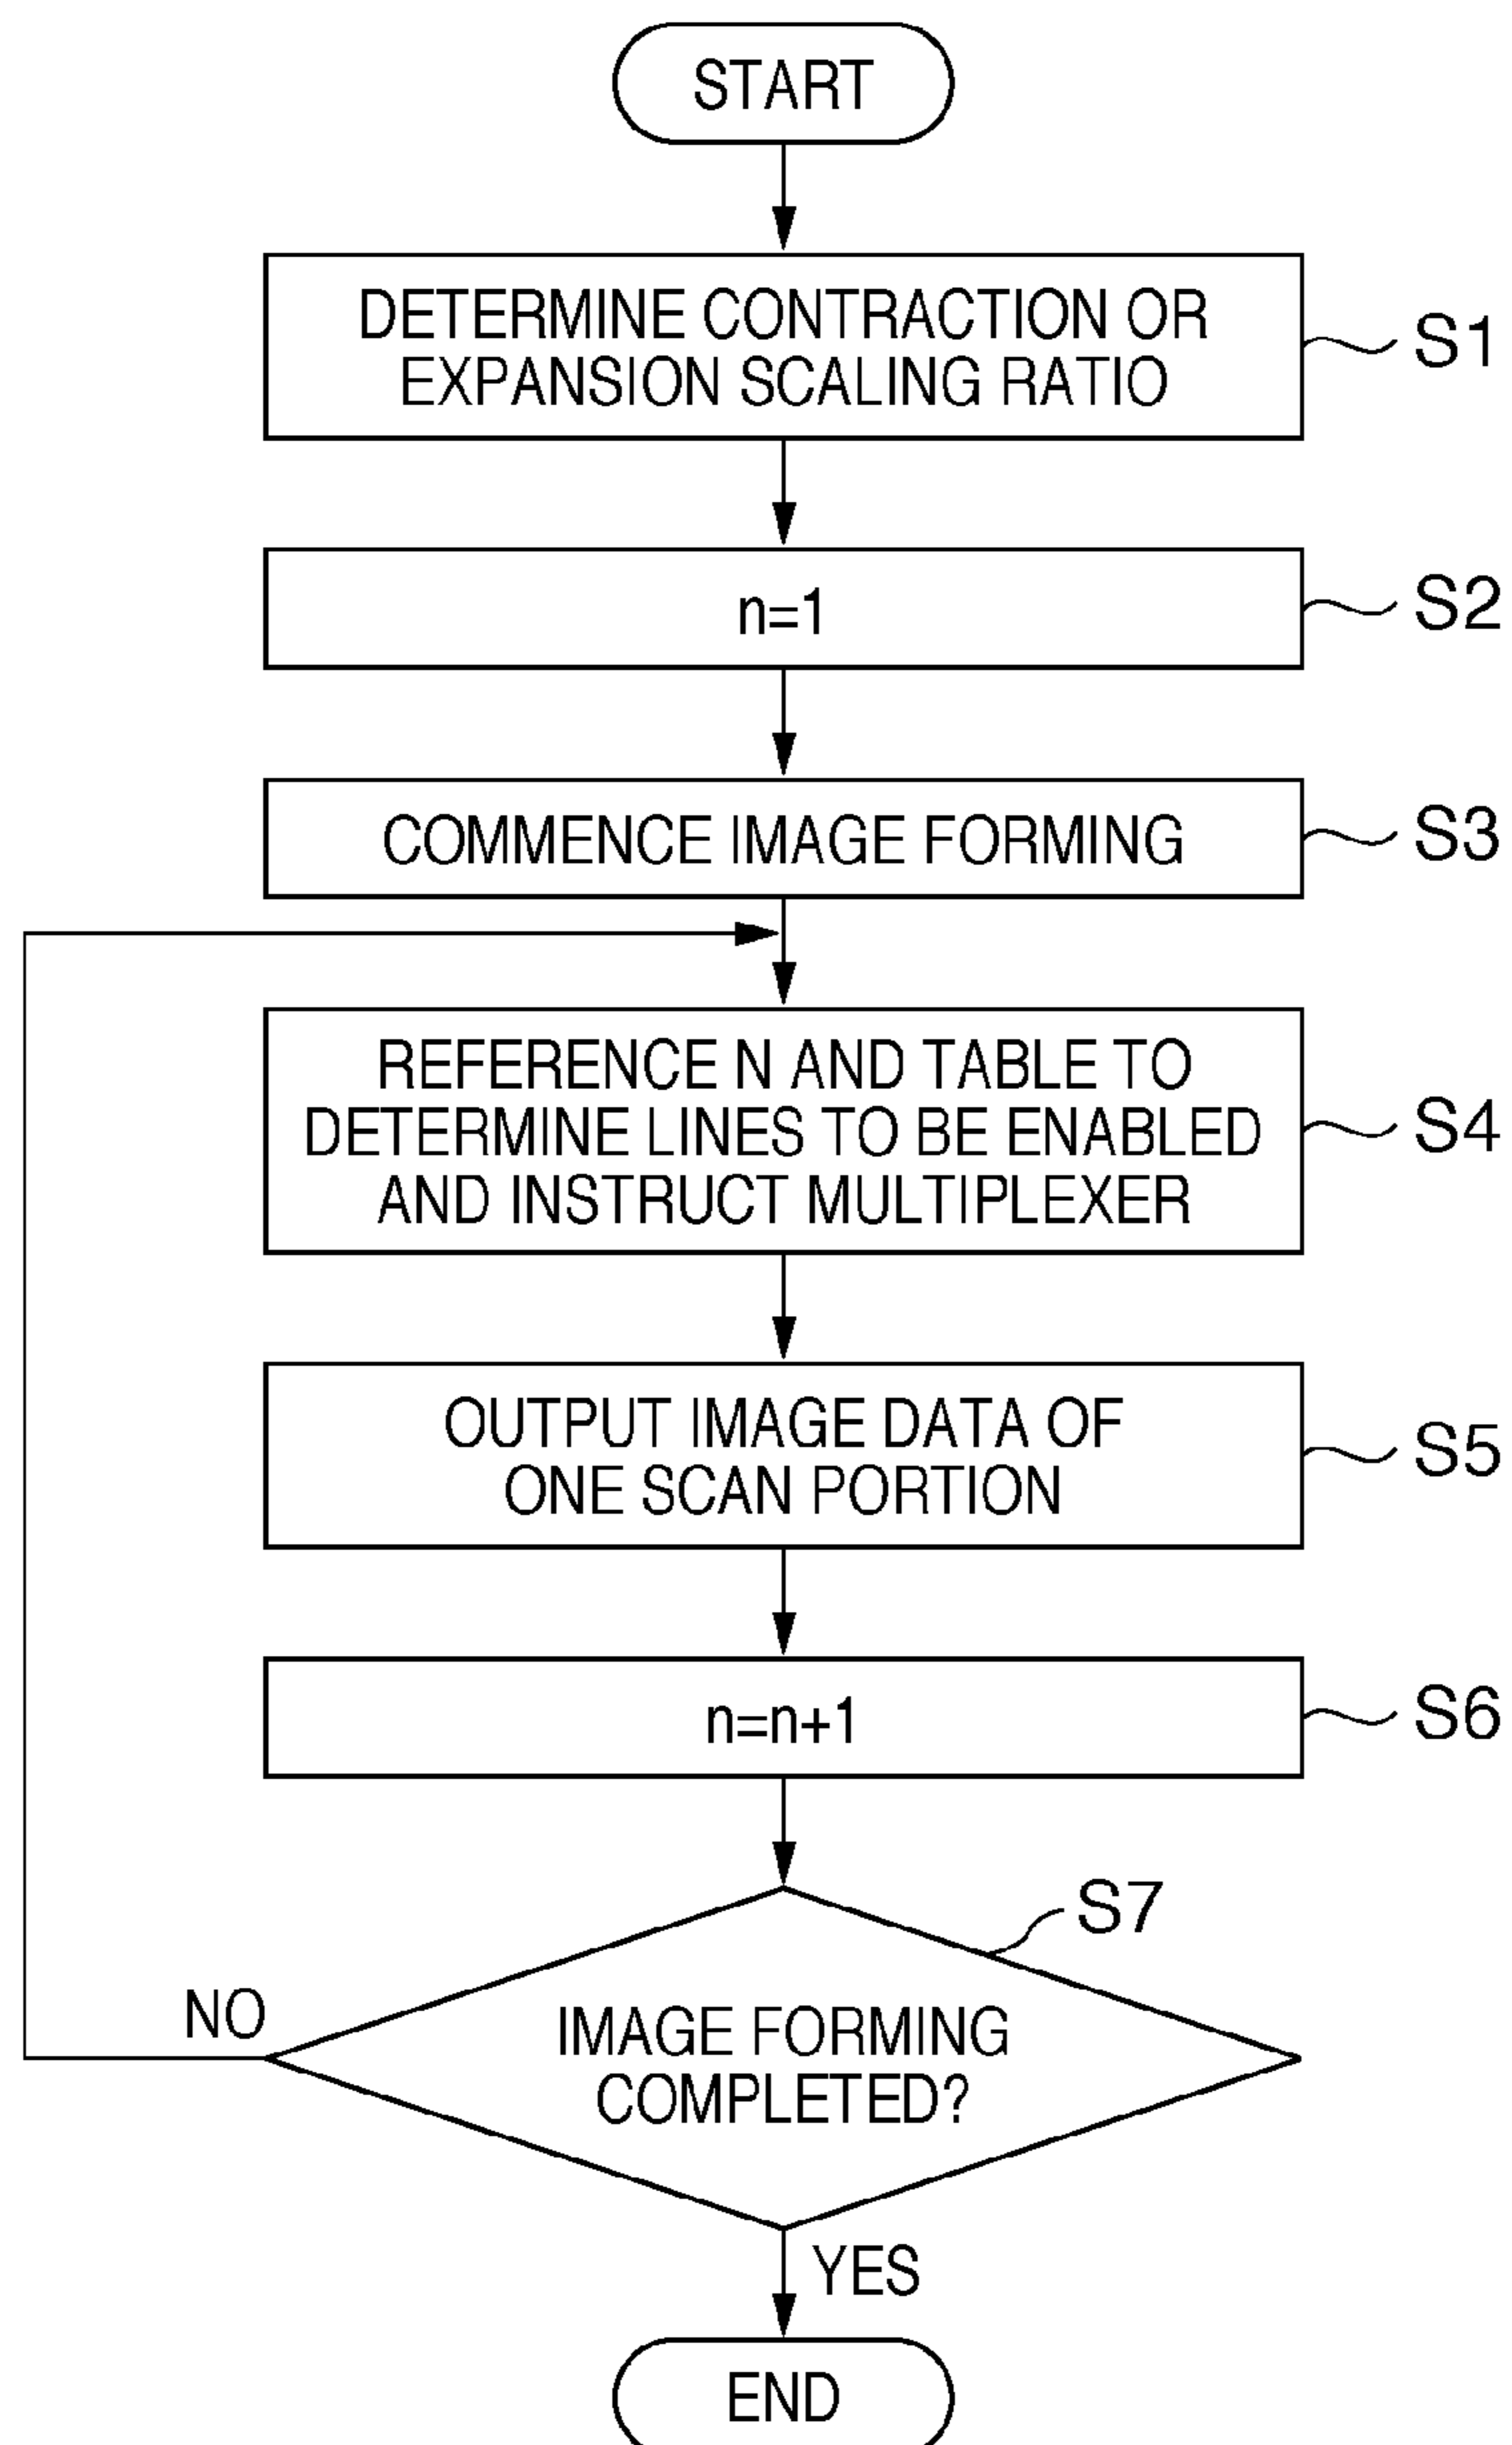 START
DETERMINE CONTRACTION OR
EXPANSION SCALING RATIO
S1
n=1
S2
COMMENCE IMAGE FORMING
S3
REFERENCE N AND TABLE TO
DETERMINE LINES TO BE ENABLED
AND INSTRUCT MULTIPLEXER
S4
OUTPUT IMAGE DATA OF
ONE SCAN PORTION
S5
n=n+1
S6
S7
NO
IMAGE FORMING
COMPLETED?
YES
END